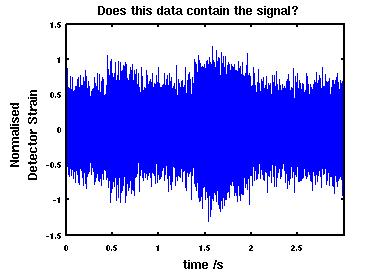 Does this data contain the signal?
1.5
1
0.5
0
-0.5
-1
-1.5
Normalised
Detector Strain
0 0.5 1 1.5 2 2.5
time /s